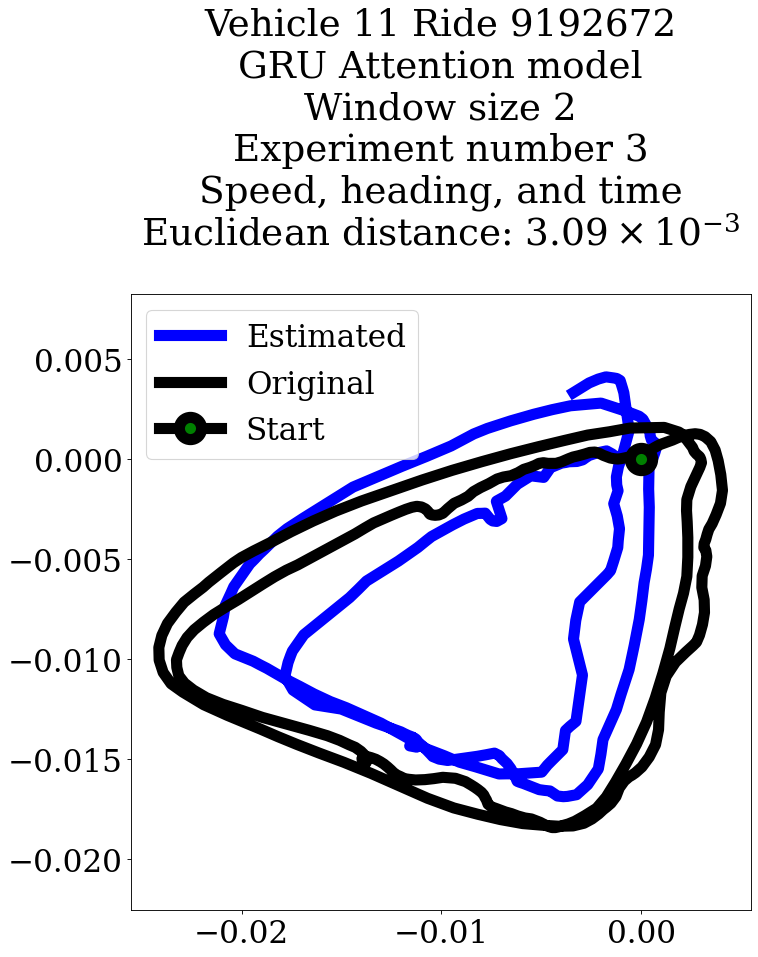 Vehicle 11 Ride 9192672
GRU Attention model
Window size 2
Experiment number 3
Speed, heading, and time
Euclidean distance: 3.09 × 10⁻³
Estimated
Original
Start
0.005
0.000
−0.005
−0.010
−0.015
−0.020
−0.02 −0.01 0.00